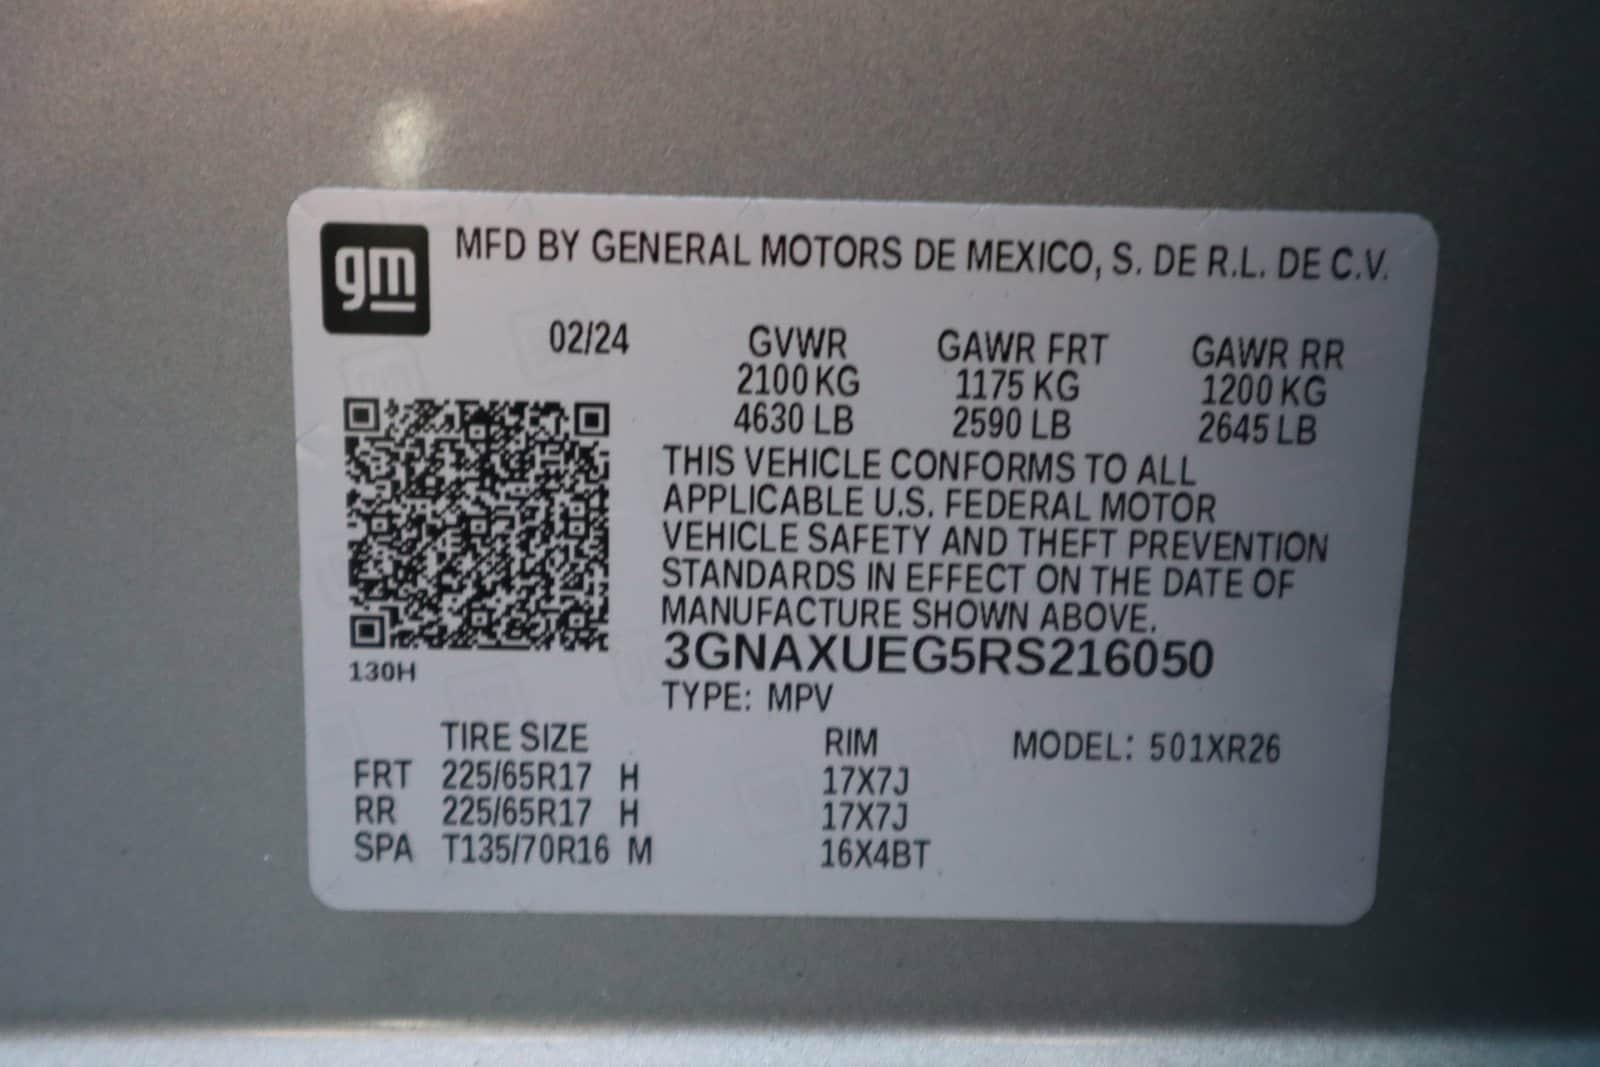 gm
MFD BY GENERAL MOTORS DE MEXICO, S. DE R.L. DE C.V.
02/24 GVWR GAWR FRT GAWR RR
2100 KG 1175 KG 1200 KG
4630 LB 2590 LB 2645 LB
THIS VEHICLE CONFORMS TO ALL
APPLICABLE U.S. FEDERAL MOTOR
VEHICLE SAFETY AND THEFT PREVENTION
STANDARDS IN EFFECT ON THE DATE OF
MANUFACTURE SHOWN ABOVE.
3GNAXUEG5RS216050
130H
TYPE: MPV
TIRE SIZE RIM MODEL: 501XR26
FRT 225/65R17 H 17X7J
RR 225/65R17 H 17X7J
SPA T135/70R16 M 16X4BT